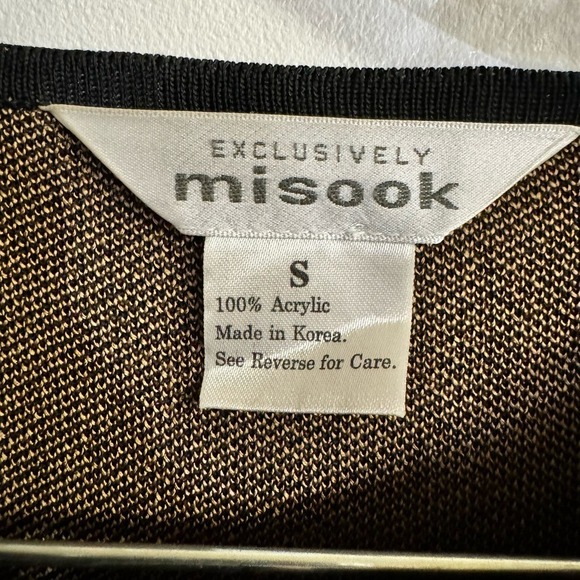 EXCLUSIVELY
misook
S
100% Acrylic
Made in Korea.
See Reverse for Care.